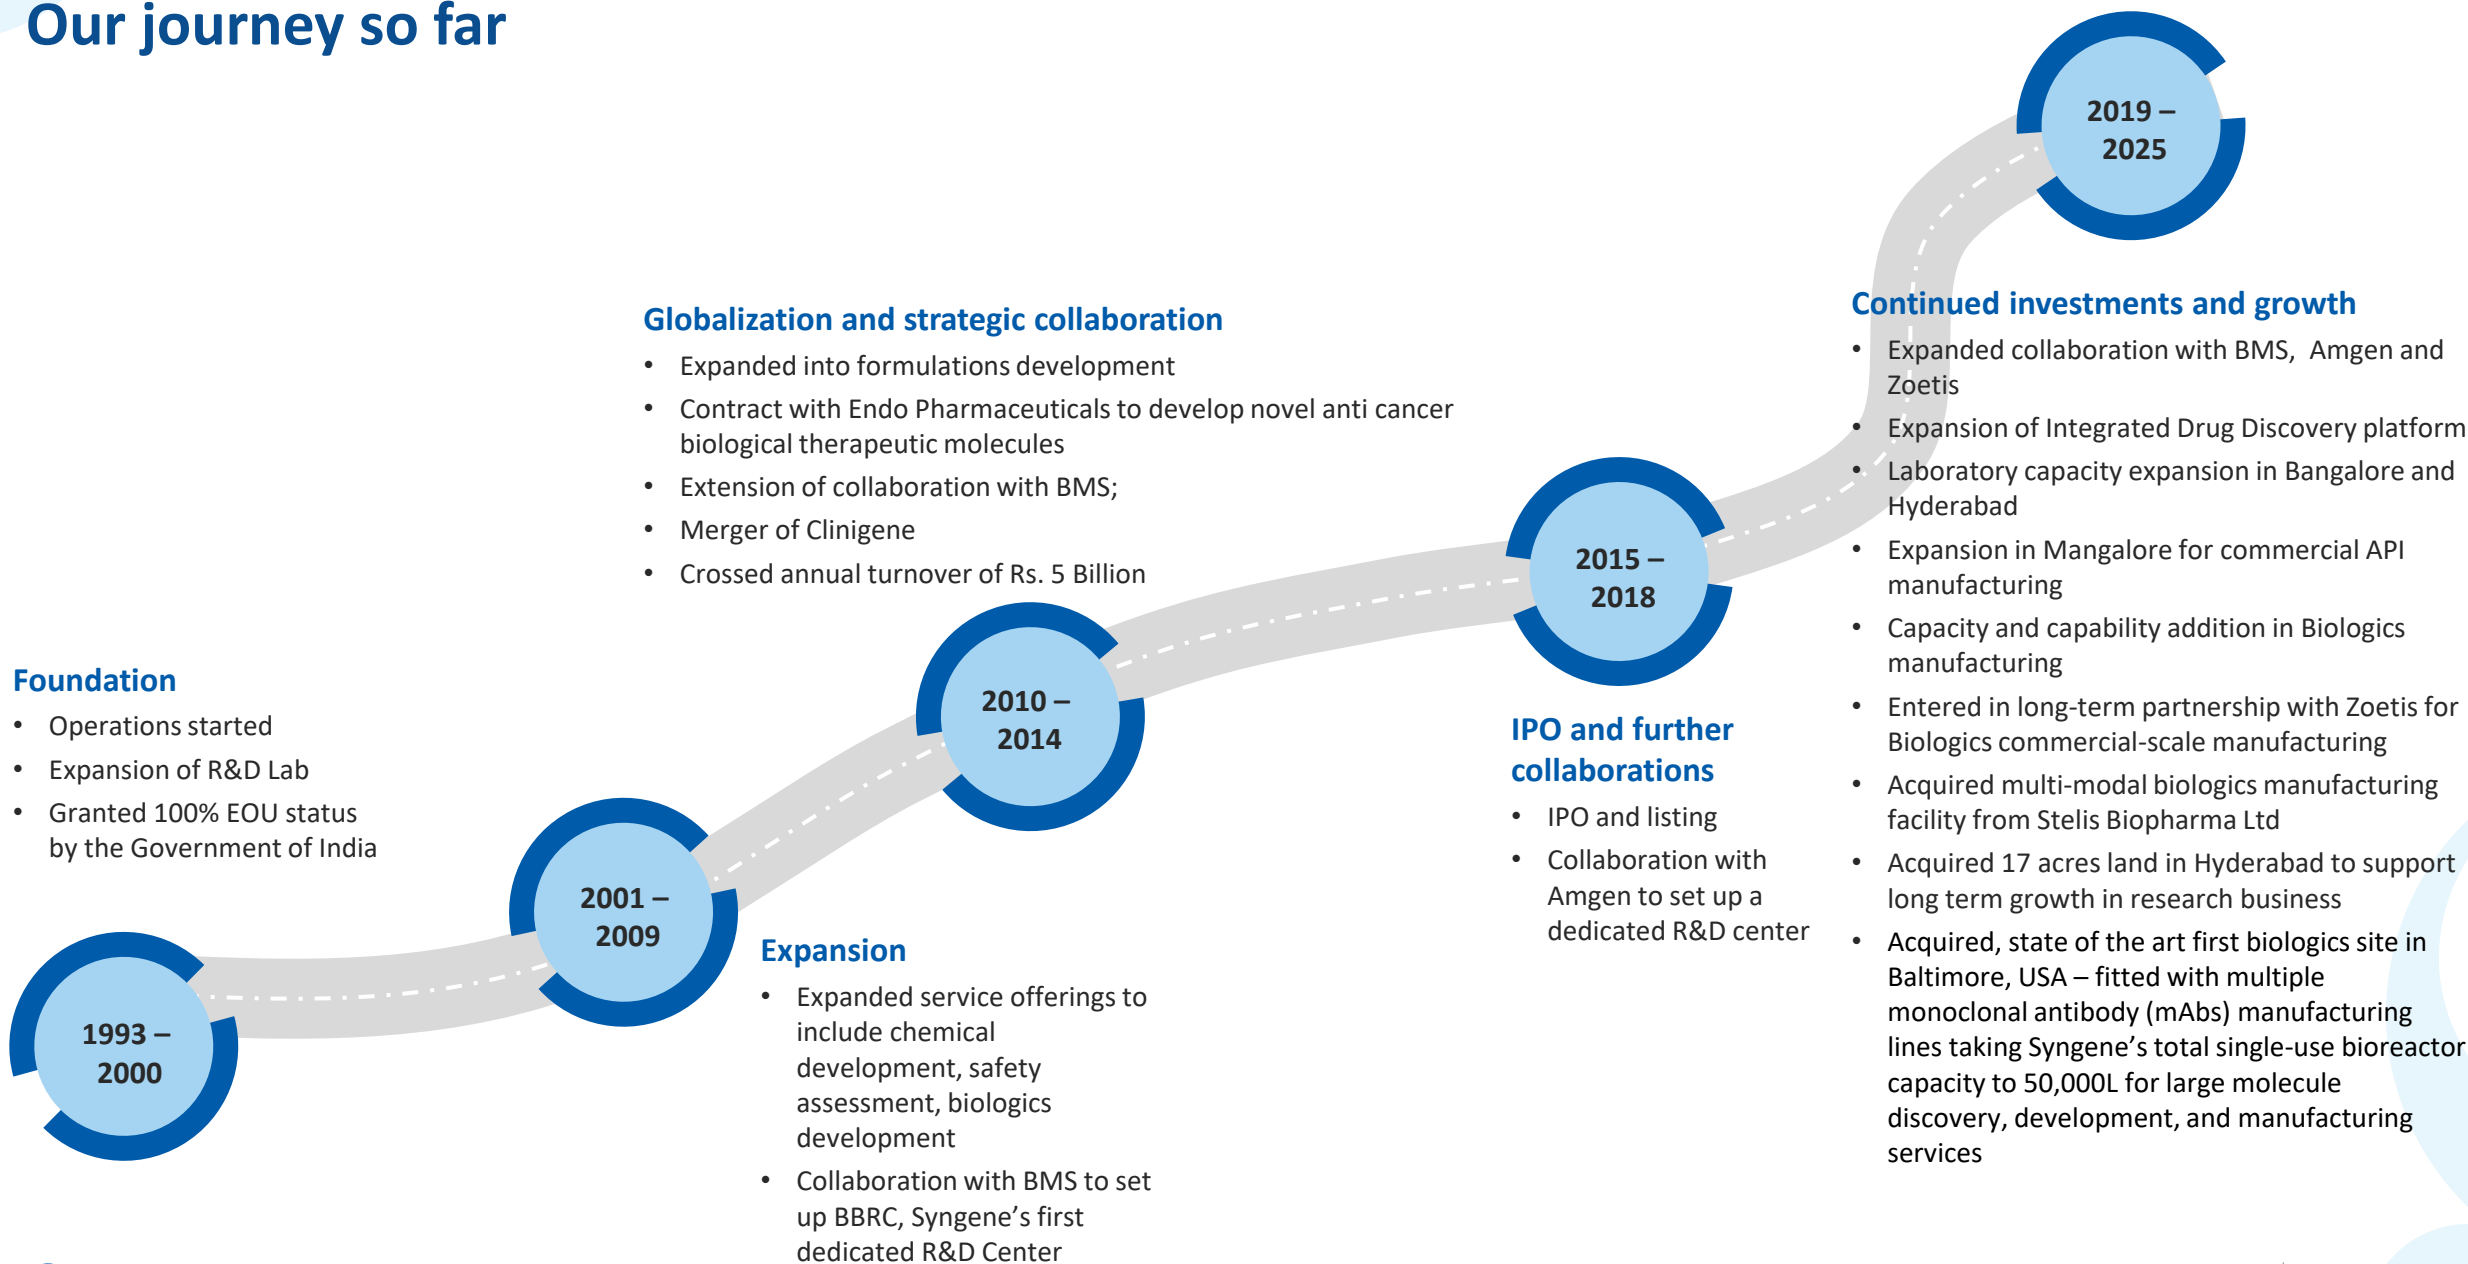 Our journey so far
Foundation
• Operations started
• Expansion of R&D Lab
• Granted 100% EOU status
by the Government of India
1993 –
2000
2001 –
2009
Expansion
• Expanded service offerings to
include chemical
development, safety
assessment, biologics
development
• Collaboration with BMS to set
up BBRC, Syngene’s first
dedicated R&D Center
Globalization and strategic collaboration
• Expanded into formulations development
• Contract with Endo Pharmaceuticals to develop novel anti cancer
biological therapeutic molecules
• Extension of collaboration with BMS;
• Merger of Clinigene
• Crossed annual turnover of Rs. 5 Billion
2010 –
2014
2015 –
2018
IPO and further
collaborations
• IPO and listing
• Collaboration with
Amgen to set up a
dedicated R&D center
2019 –
2025
Continued investments and growth
• Expanded collaboration with BMS, Amgen and
Zoetis
• Expansion of Integrated Drug Discovery platform
• Laboratory capacity expansion in Bangalore and
Hyderabad
• Expansion in Mangalore for commercial API
manufacturing
• Capacity and capability addition in Biologics
manufacturing
• Entered in long-term partnership with Zoetis for
Biologics commercial-scale manufacturing
• Acquired multi-modal biologics manufacturing
facility from Stelis Biopharma Ltd
• Acquired 17 acres land in Hyderabad to support
long term growth in research business
• Acquired, state of the art first biologics site in
Baltimore, USA – fitted with multiple
monoclonal antibody (mAbs) manufacturing
lines taking Syngene’s total single-use bioreactor
capacity to 50,000L for large molecule
discovery, development, and manufacturing
services